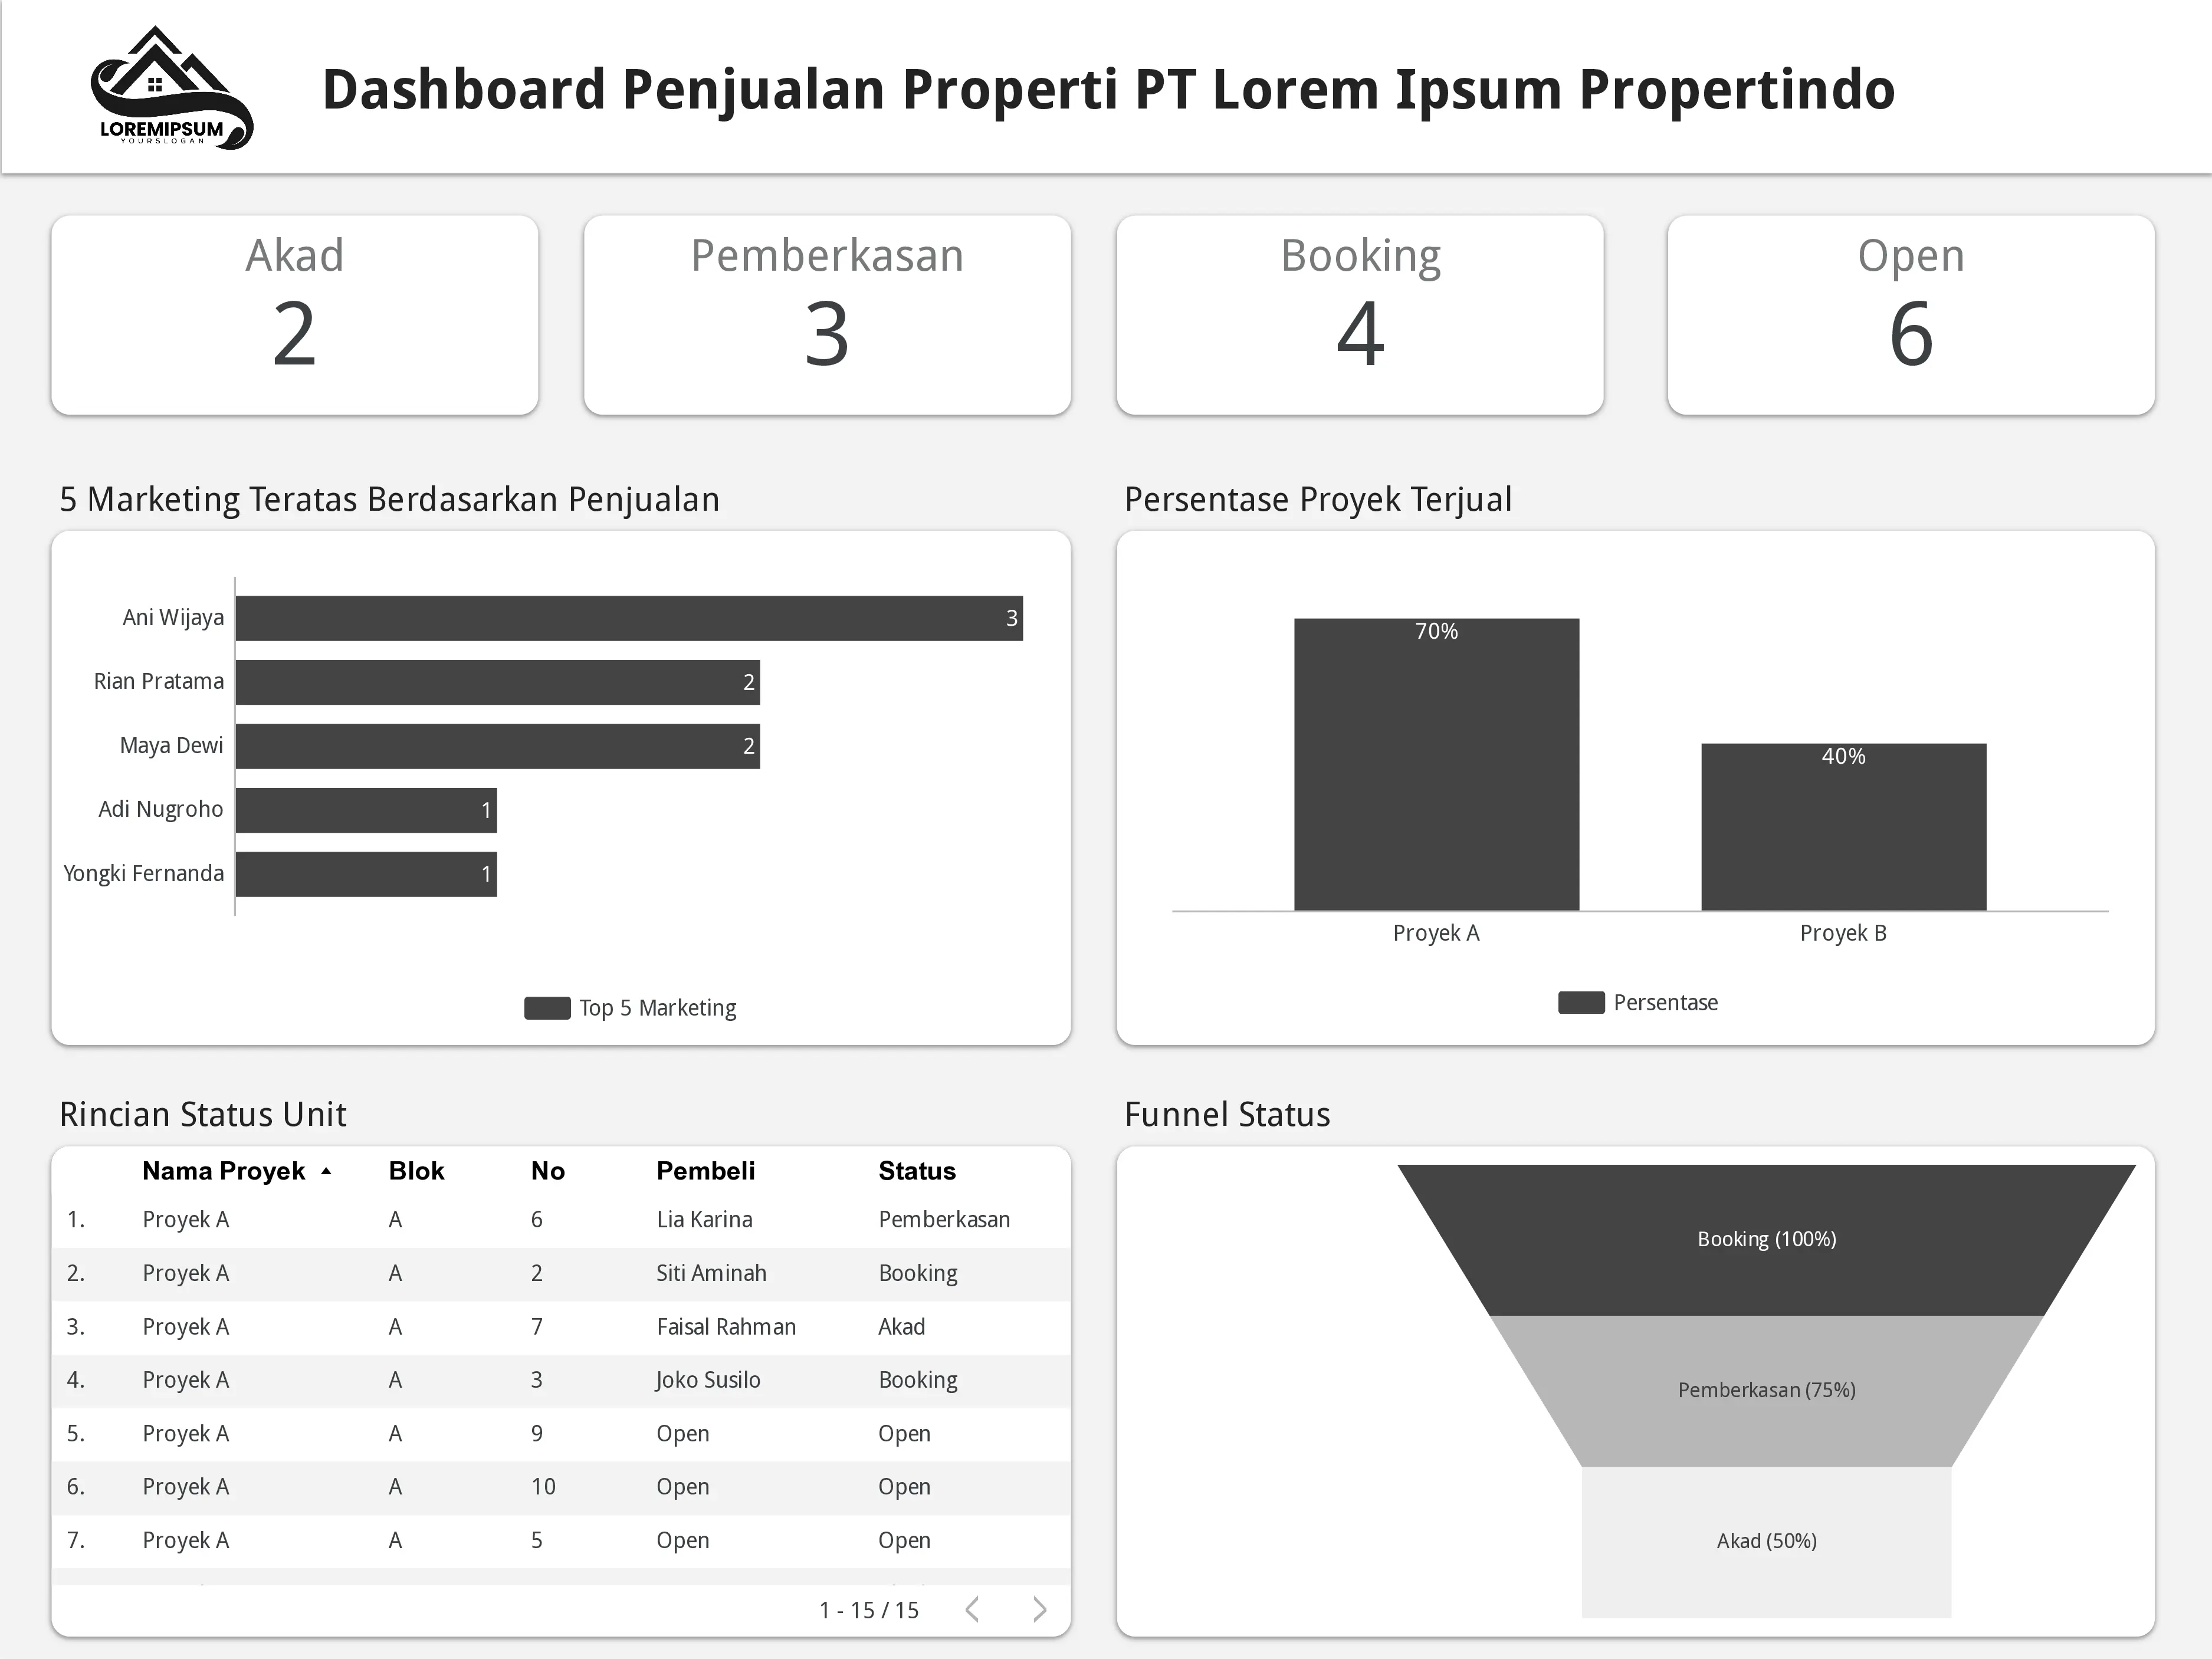 LOREMIPSUM
YOURSLOGAN
Dashboard Penjualan Properti PT Lorem Ipsum Propertindo
Akad
2
Pemberkasan
3
Booking
4
Open
6
5 Marketing Teratas Berdasarkan Penjualan
Ani Wijaya 3
Rian Pratama 2
Maya Dewi 2
Adi Nugroho 1
Yongki Fernanda 1
Top 5 Marketing
Persentase Proyek Terjual
70%
40%
Proyek A Proyek B
Persentase
Rincian Status Unit
Nama Proyek Blok No Pembeli Status
1. Proyek A A 6 Lia Karina Pemberkasan
2. Proyek A A 2 Siti Aminah Booking
3. Proyek A A 7 Faisal Rahman Akad
4. Proyek A A 3 Joko Susilo Booking
5. Proyek A A 9 Open Open
6. Proyek A A 10 Open Open
7. Proyek A A 5 Open Open
1 - 15 / 15
Funnel Status
Booking (100%)
Pemberkasan (75%)
Akad (50%)